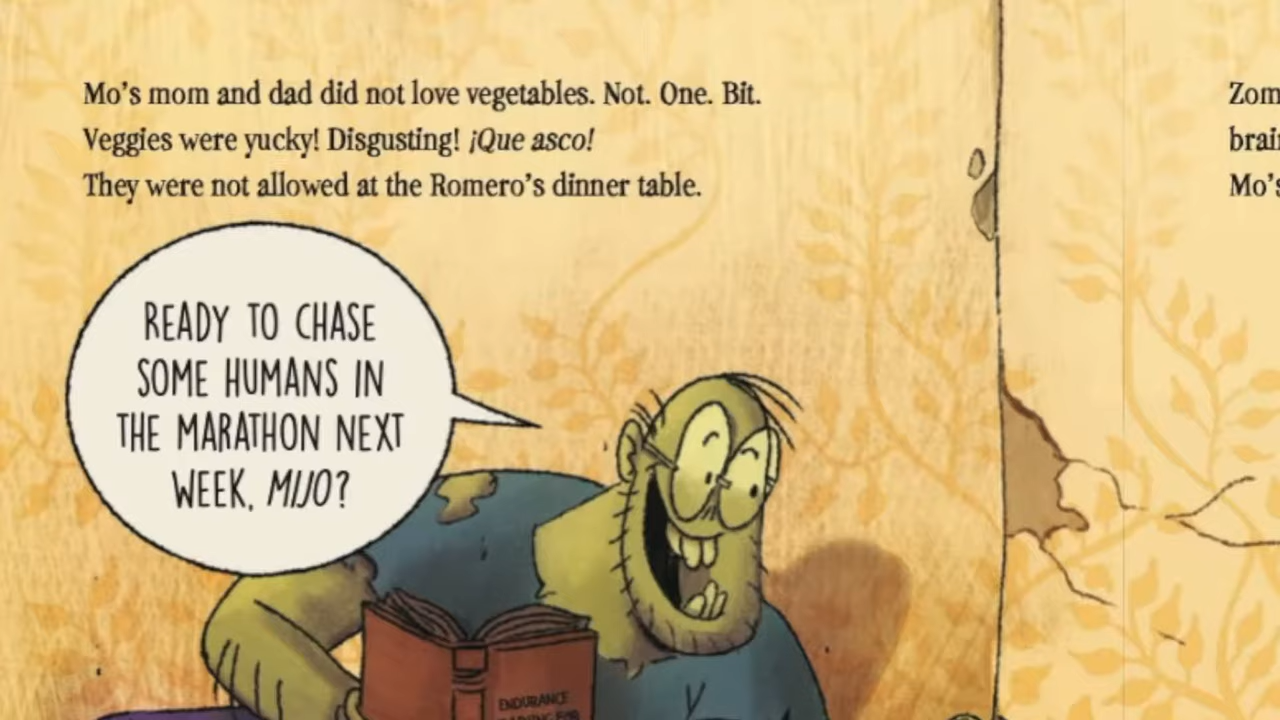 Mo's mom and dad did not love vegetables. Not. One. Bit.
Veggies were yucky! Disgusting! ¡Que asco!
They were not allowed at the Romero's dinner table.
READY TO CHASE
SOME HUMANS IN
THE MARATHON NEXT
WEEK, MIJO?
ENDURANCE